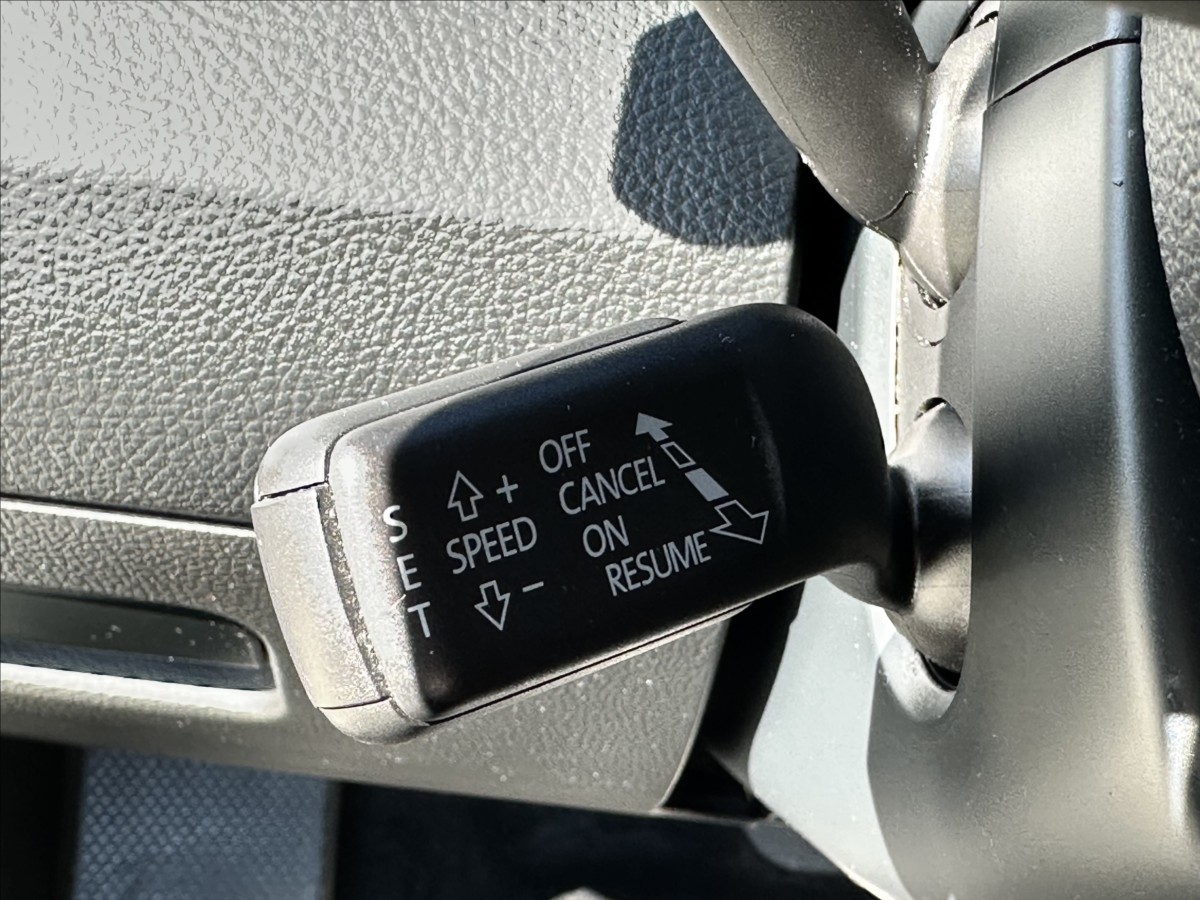 S
E
T
+
SPEED
−
OFF
CANCEL
ON
RESUME